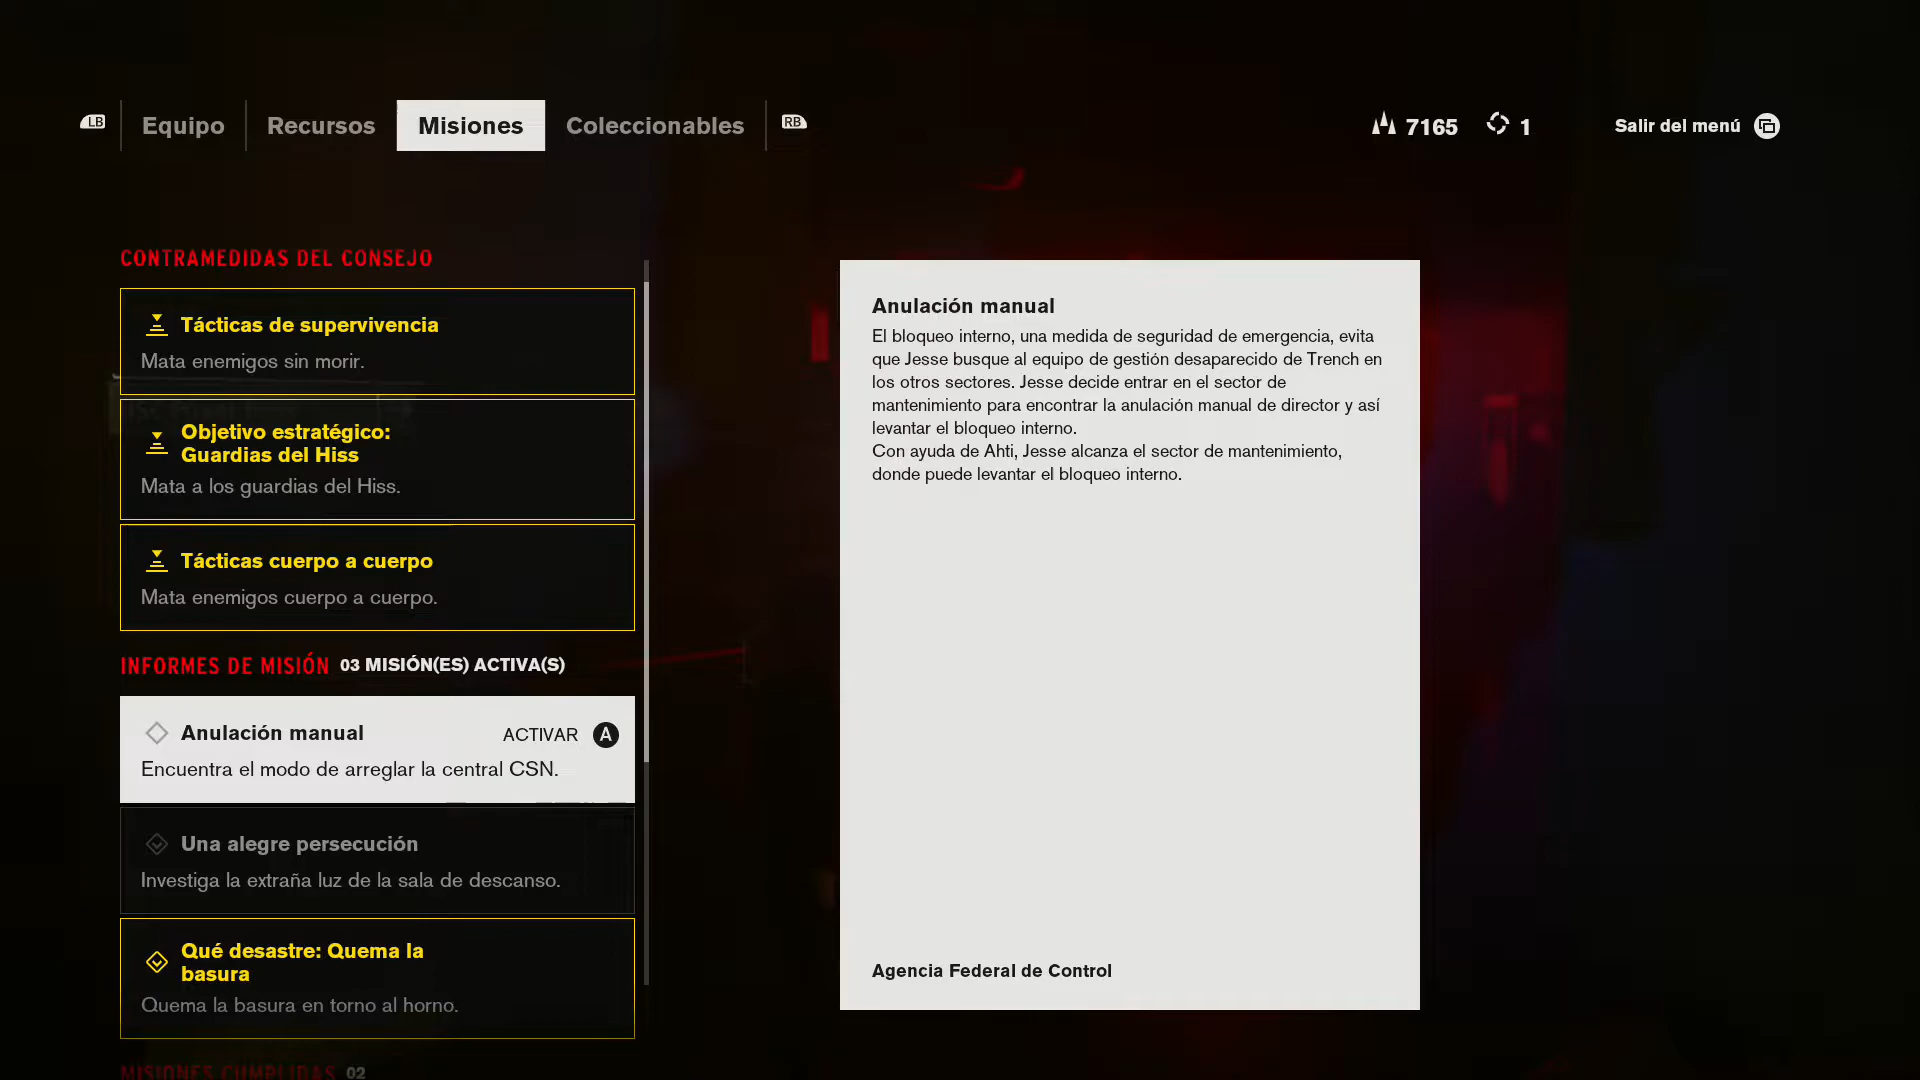 LB
Equipo
Recursos
Misiones
Coleccionables
RB
7165
1
Salir del menú
CONTRAMEDIDAS DEL CONSEJO
Tácticas de supervivencia
Mata enemigos sin morir.
Objetivo estratégico:
Guardias del Hiss
Mata a los guardias del Hiss.
Tácticas cuerpo a cuerpo
Mata enemigos cuerpo a cuerpo.
INFORMES DE MISIÓN 03 MISIÓN(ES) ACTIVA(S)
Anulación manual
ACTIVAR A
Encuentra el modo de arreglar la central CSN.
Una alegre persecución
Investiga la extraña luz de la sala de descanso.
Qué desastre: Quema la
basura
Quema la basura en torno al horno.
MISIONES CUMPLIDAS 02
Anulación manual
El bloqueo interno, una medida de seguridad de emergencia, evita
que Jesse busque al equipo de gestión desaparecido de Trench en
los otros sectores. Jesse decide entrar en el sector de
mantenimiento para encontrar la anulación manual de director y así
levantar el bloqueo interno.
Con ayuda de Ahti, Jesse alcanza el sector de mantenimiento,
donde puede levantar el bloqueo interno.
Agencia Federal de Control